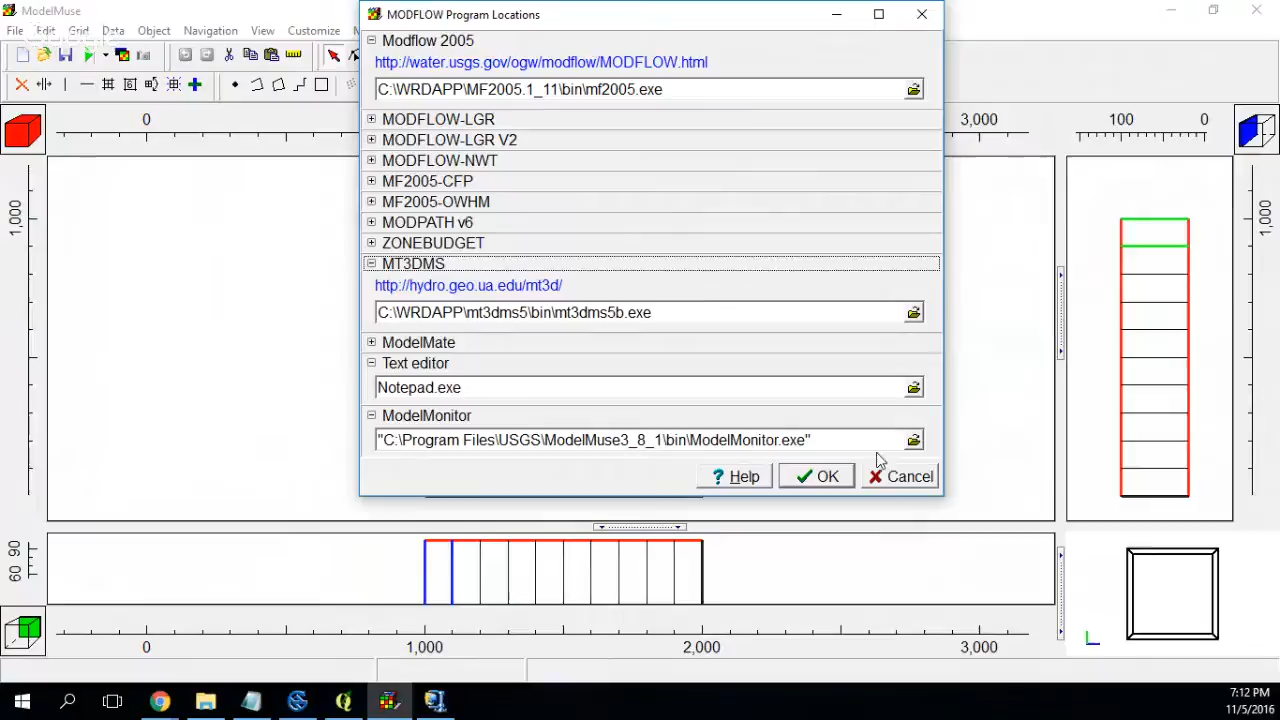 ModelMuse
MODFLOW Program Locations
File Edit Grid Data Object Navigation View Customize
Modflow 2005
http://water.usgs.gov/ogw/modflow/MODFLOW.html
C:\WRDAPP\MF2005.1_11\bin\mf2005.exe
MODFLOW-LGR
MODFLOW-LGR V2
MODFLOW-NWT
MF2005-CFP
MF2005-OWHM
MODPATH v6
ZONEBUDGET
MT3DMS
http://hydro.geo.ua.edu/mt3d/
C:\WRDAPP\mt3dms5\bin\mt3dms5b.exe
ModelMate
Text editor
Notepad.exe
ModelMonitor
"C:\Program Files\USGS\ModelMuse3_8_1\bin\ModelMonitor.exe"
? Help OK Cancel
0 3,000 100 0
1,000 1,000
90
60
0 1,000 2,000 3,000
7:12 PM
11/5/2016